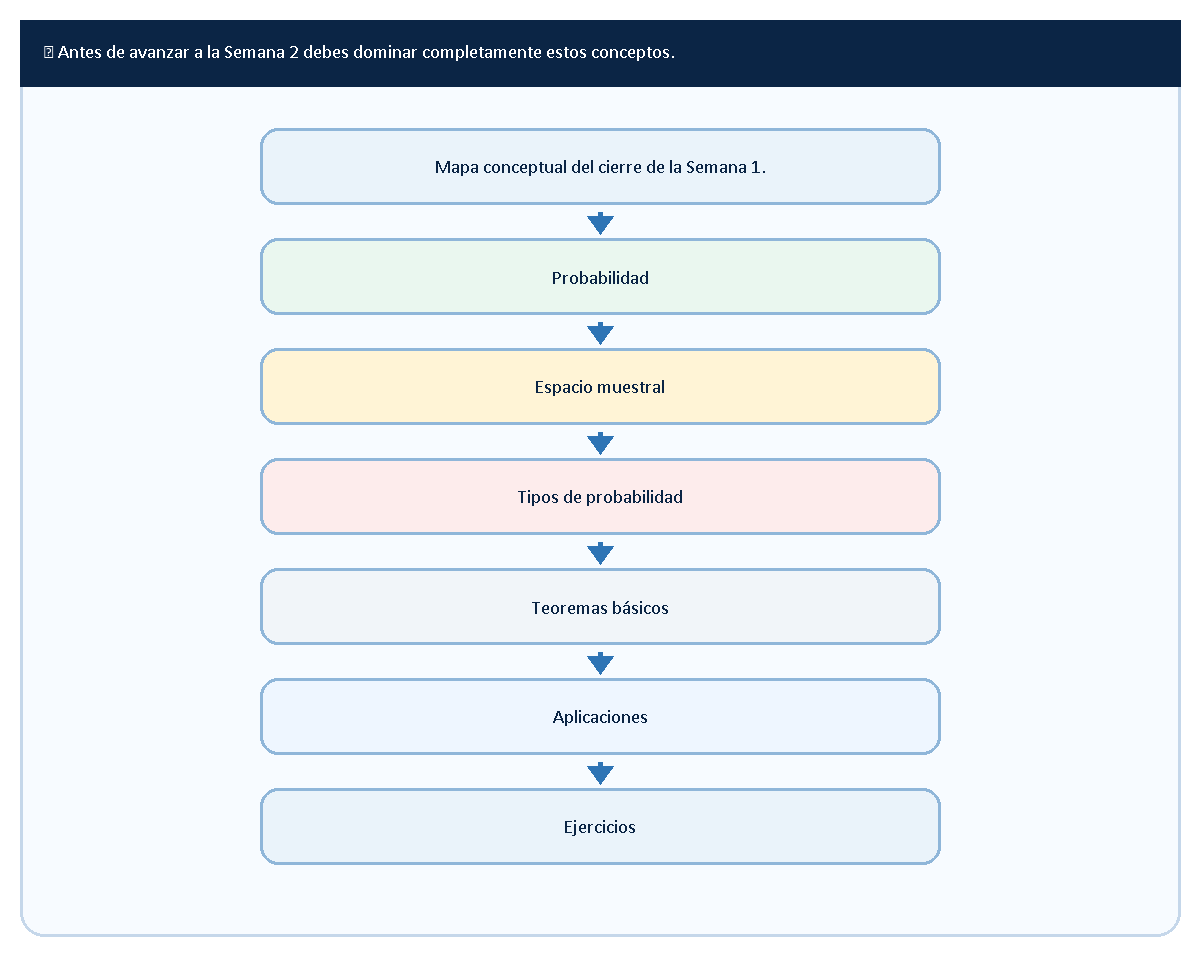 Antes de avanzar a la Semana 2 debes dominar completamente estos conceptos.
Mapa conceptual del cierre de la Semana 1.
Probabilidad
Espacio muestral
Tipos de probabilidad
Teoremas básicos
Aplicaciones
Ejercicios